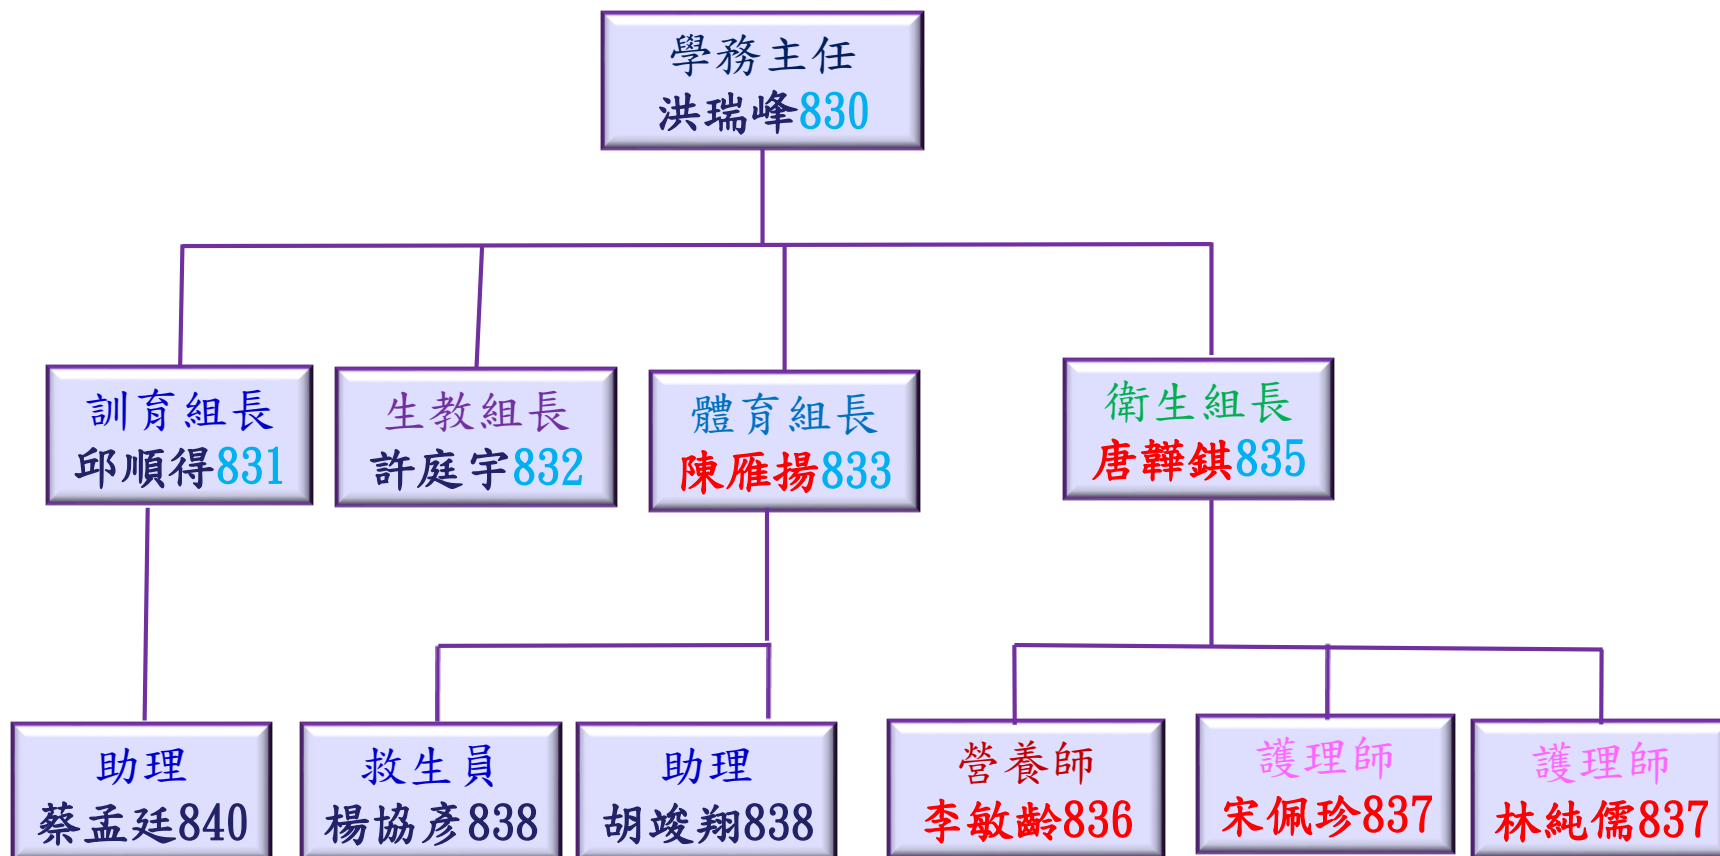 學務主任
洪瑞峰830
訓育組長
邱順得831
生教組長
許庭宇832
體育組長
陳雁揚833
衛生組長
唐韡錤835
助理
蔡孟廷840
救生員
楊協彥838
助理
胡竣翔838
營養師
李敏齡836
護理師
宋佩珍837
護理師
林純儒837